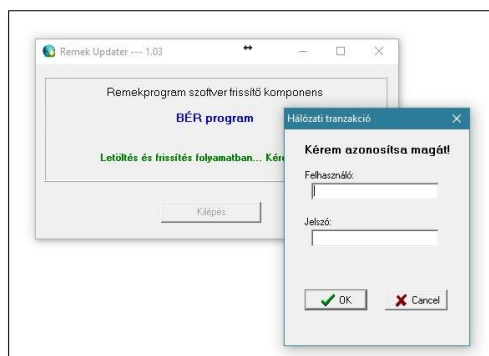 Remek Updater --- 1.03
Remekprogram szoftver frissítő komponens
BÉR program
Letöltés és frissítés folyamatban... Kére
Kilépés
Hálózati tranzakció
Kérem azonosítsa magát!
Felhasználó:
Jelszó:
OK
Cancel